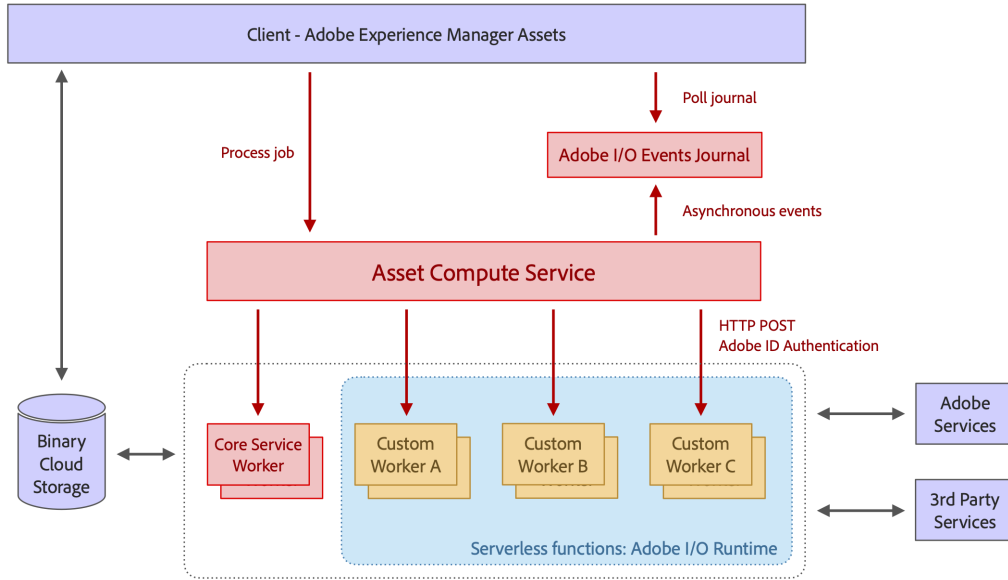 Client - Adobe Experience Manager Assets
Poll journal
Process job
Adobe I/O Events Journal
Asynchronous events
Asset Compute Service
HTTP POST
Adobe ID Authentication
Binary
Cloud
Storage
Core Service
Worker
Custom
Worker A
Custom
Worker B
Custom
Worker C
Adobe
Services
3rd Party
Services
Serverless functions: Adobe I/O Runtime